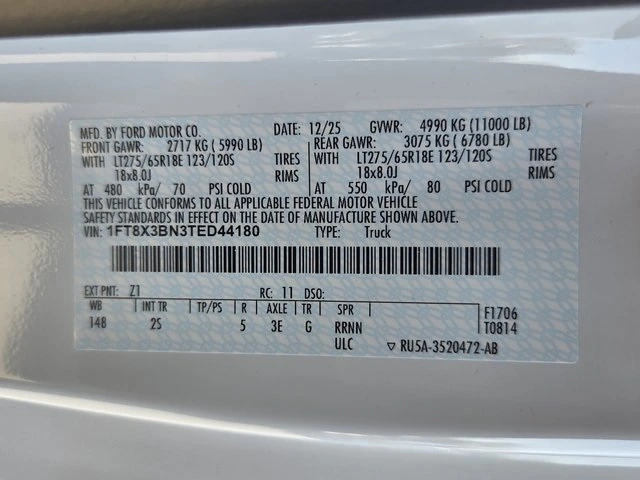 MFD. BY FORD MOTOR CO. DATE: 12/25 GVWR: 4990 KG (11000 LB)
FRONT GAWR: 2717 KG ( 5990 LB) REAR GAWR: 3075 KG ( 6780 LB)
WITH LT275/65R18E 123/120S TIRES WITH LT275/65R18E 123/120S TIRES
18x8.0J RIMS 18x8.0J RIMS
AT 480 kPa/ 70 PSI COLD AT 550 kPa/ 80 PSI COLD
THIS VEHICLE CONFORMS TO ALL APPLICABLE FEDERAL MOTOR VEHICLE
SAFETY STANDARDS IN EFFECT ON THE DATE OF MANUFACTURE SHOWN ABOVE.
VIN: 1FT8X3BN3TED44180 TYPE: Truck
EXT PNT: Z1 RC: 11 DSO:
WB INT TR TP/PS R AXLE TR SPR F1706
148 2S 5 3E G RRNN T0814
ULC ▽ RU5A-3520472-AB